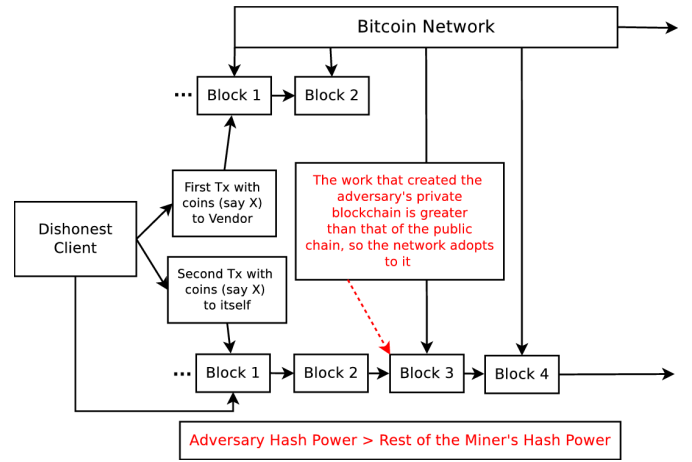 Bitcoin Network
... Block 1
Block 2
First Tx with
coins (say X)
to Vendor
The work that created the
adversary's private
blockchain is greater
than that of the public
chain, so the network adopts
to it
Dishonest
Client
Second Tx with
coins (say X)
to itself
... Block 1
Block 2
Block 3
Block 4
Adversary Hash Power > Rest of the Miner's Hash Power